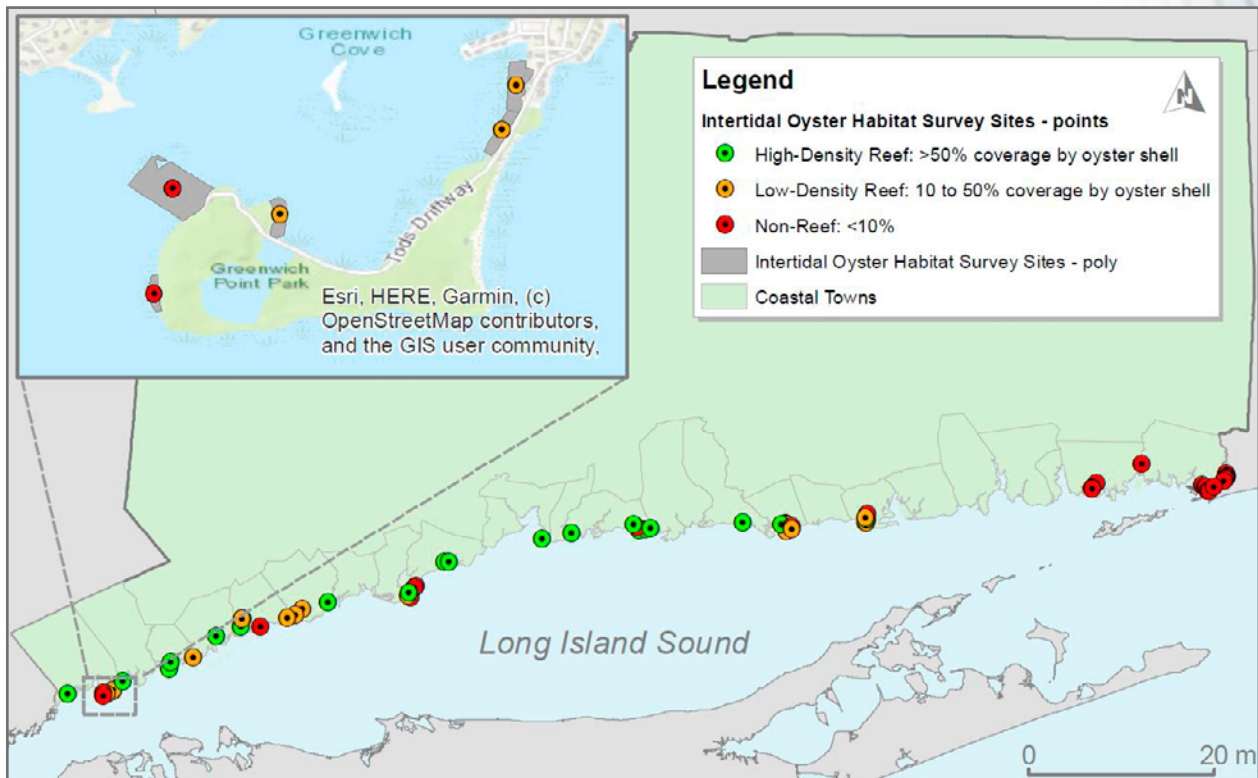 Greenwich
Cove
Tods Driftway
Greenwich
Point Park
Esri, HERE, Garmin, (c)
OpenStreetMap contributors,
and the GIS user community,
Legend
N
Intertidal Oyster Habitat Survey Sites - points
High-Density Reef: >50% coverage by oyster shell
Low-Density Reef: 10 to 50% coverage by oyster shell
Non-Reef: <10%
Intertidal Oyster Habitat Survey Sites - poly
Coastal Towns
Long Island Sound
0 20 m